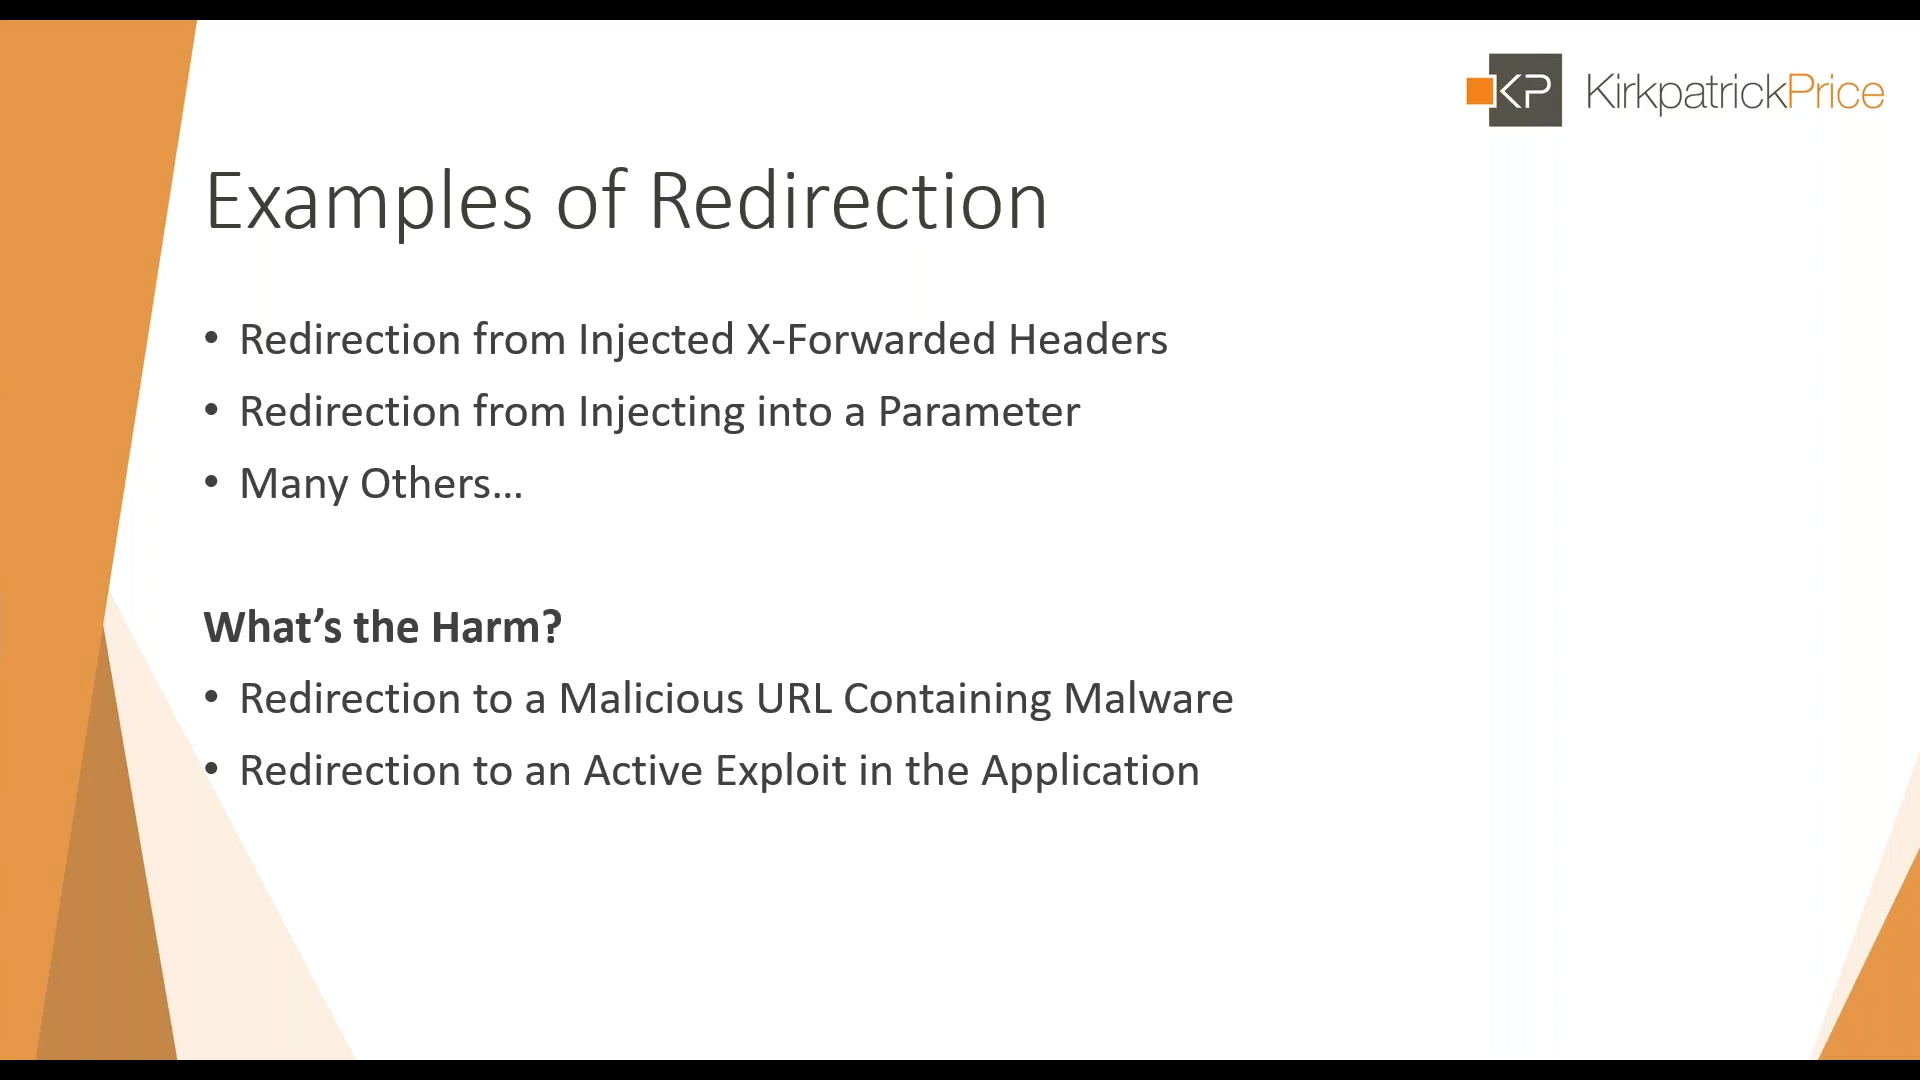 KP KirkpatrickPrice
Examples of Redirection
• Redirection from Injected X-Forwarded Headers
• Redirection from Injecting into a Parameter
• Many Others...
What’s the Harm?
• Redirection to a Malicious URL Containing Malware
• Redirection to an Active Exploit in the Application